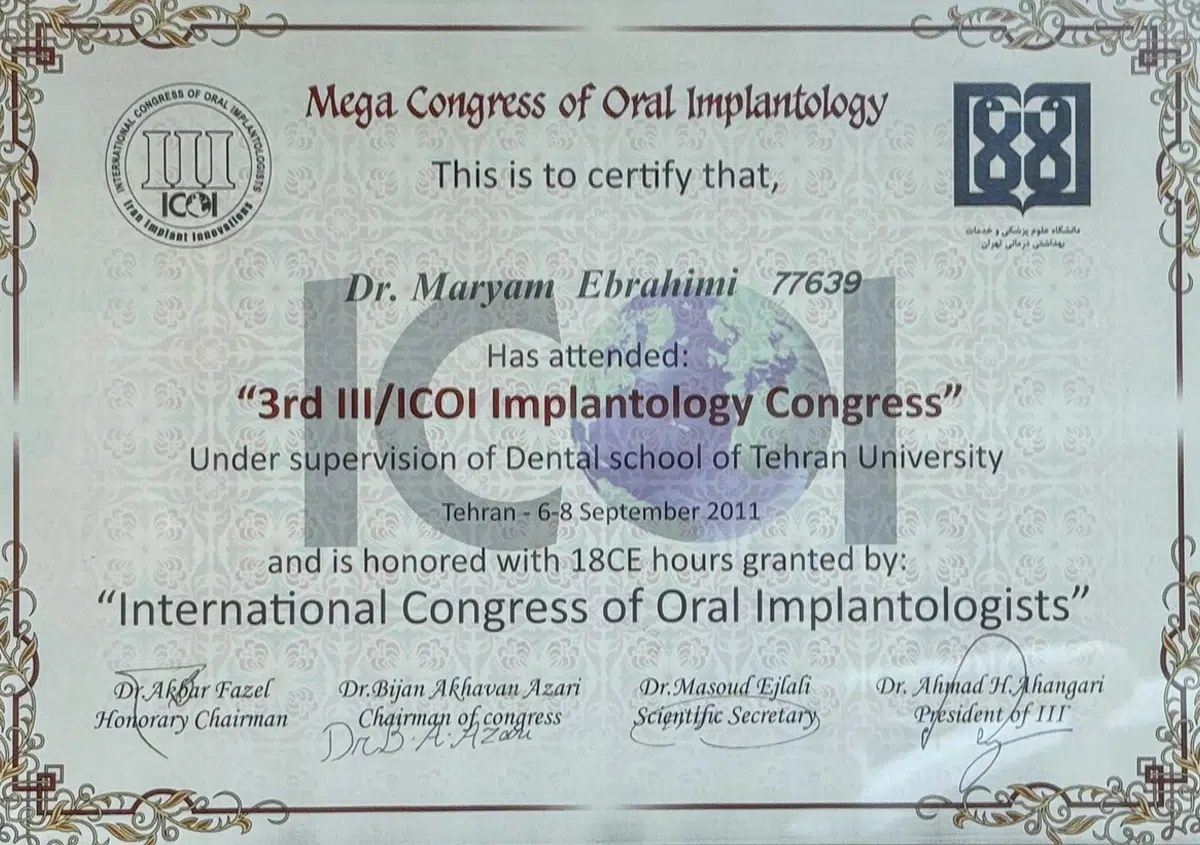 Mega Congress of Oral Implantology
INTERNATIONAL CONGRESS OF ORAL IMPLANTOLOGISTS
III
ICOI
Iran Implant Innovations
This is to certify that,
دانشگاه علوم پزشکی و خدمات
بهداشتی درمانی تهران
Dr. Maryam Ebrahimi 77639
ICOI
Has attended:
“3rd III/ICOI Implantology Congress”
Under supervision of Dental school of Tehran University
Tehran - 6-8 September 2011
and is honored with 18CE hours granted by:
“International Congress of Oral Implantologists”
Dr.Akbar Fazel
Honorary Chairman
Dr.Bijan Akhavan Azari
Chairman of congress
Dr.B.A.Azari
Dr.Masoud Ejlali
Scientific Secretary
Dr. Ahmad H.Ahangari
President of III